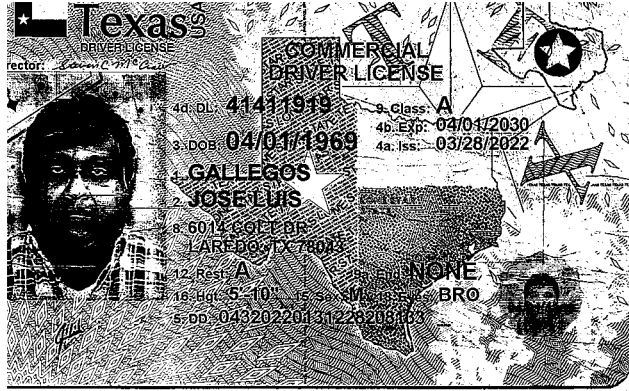 Texas USA
DRIVER LICENSE
COMMERCIAL
DRIVER LICENSE
4d. DL: 41411919 9. Class: A
4b. Exp: 04/01/2030
3. DOB: 04/01/1969 4a. Iss: 03/28/2022
1. GALLEGOS
2. JOSE LUIS
8. 6014 COLT DR
LAREDO, TX
12. Rest: A 9a. End: NONE
16. Hgt: 5'-10" 15. Sex: M 18. Eyes: BRO
5. DD: